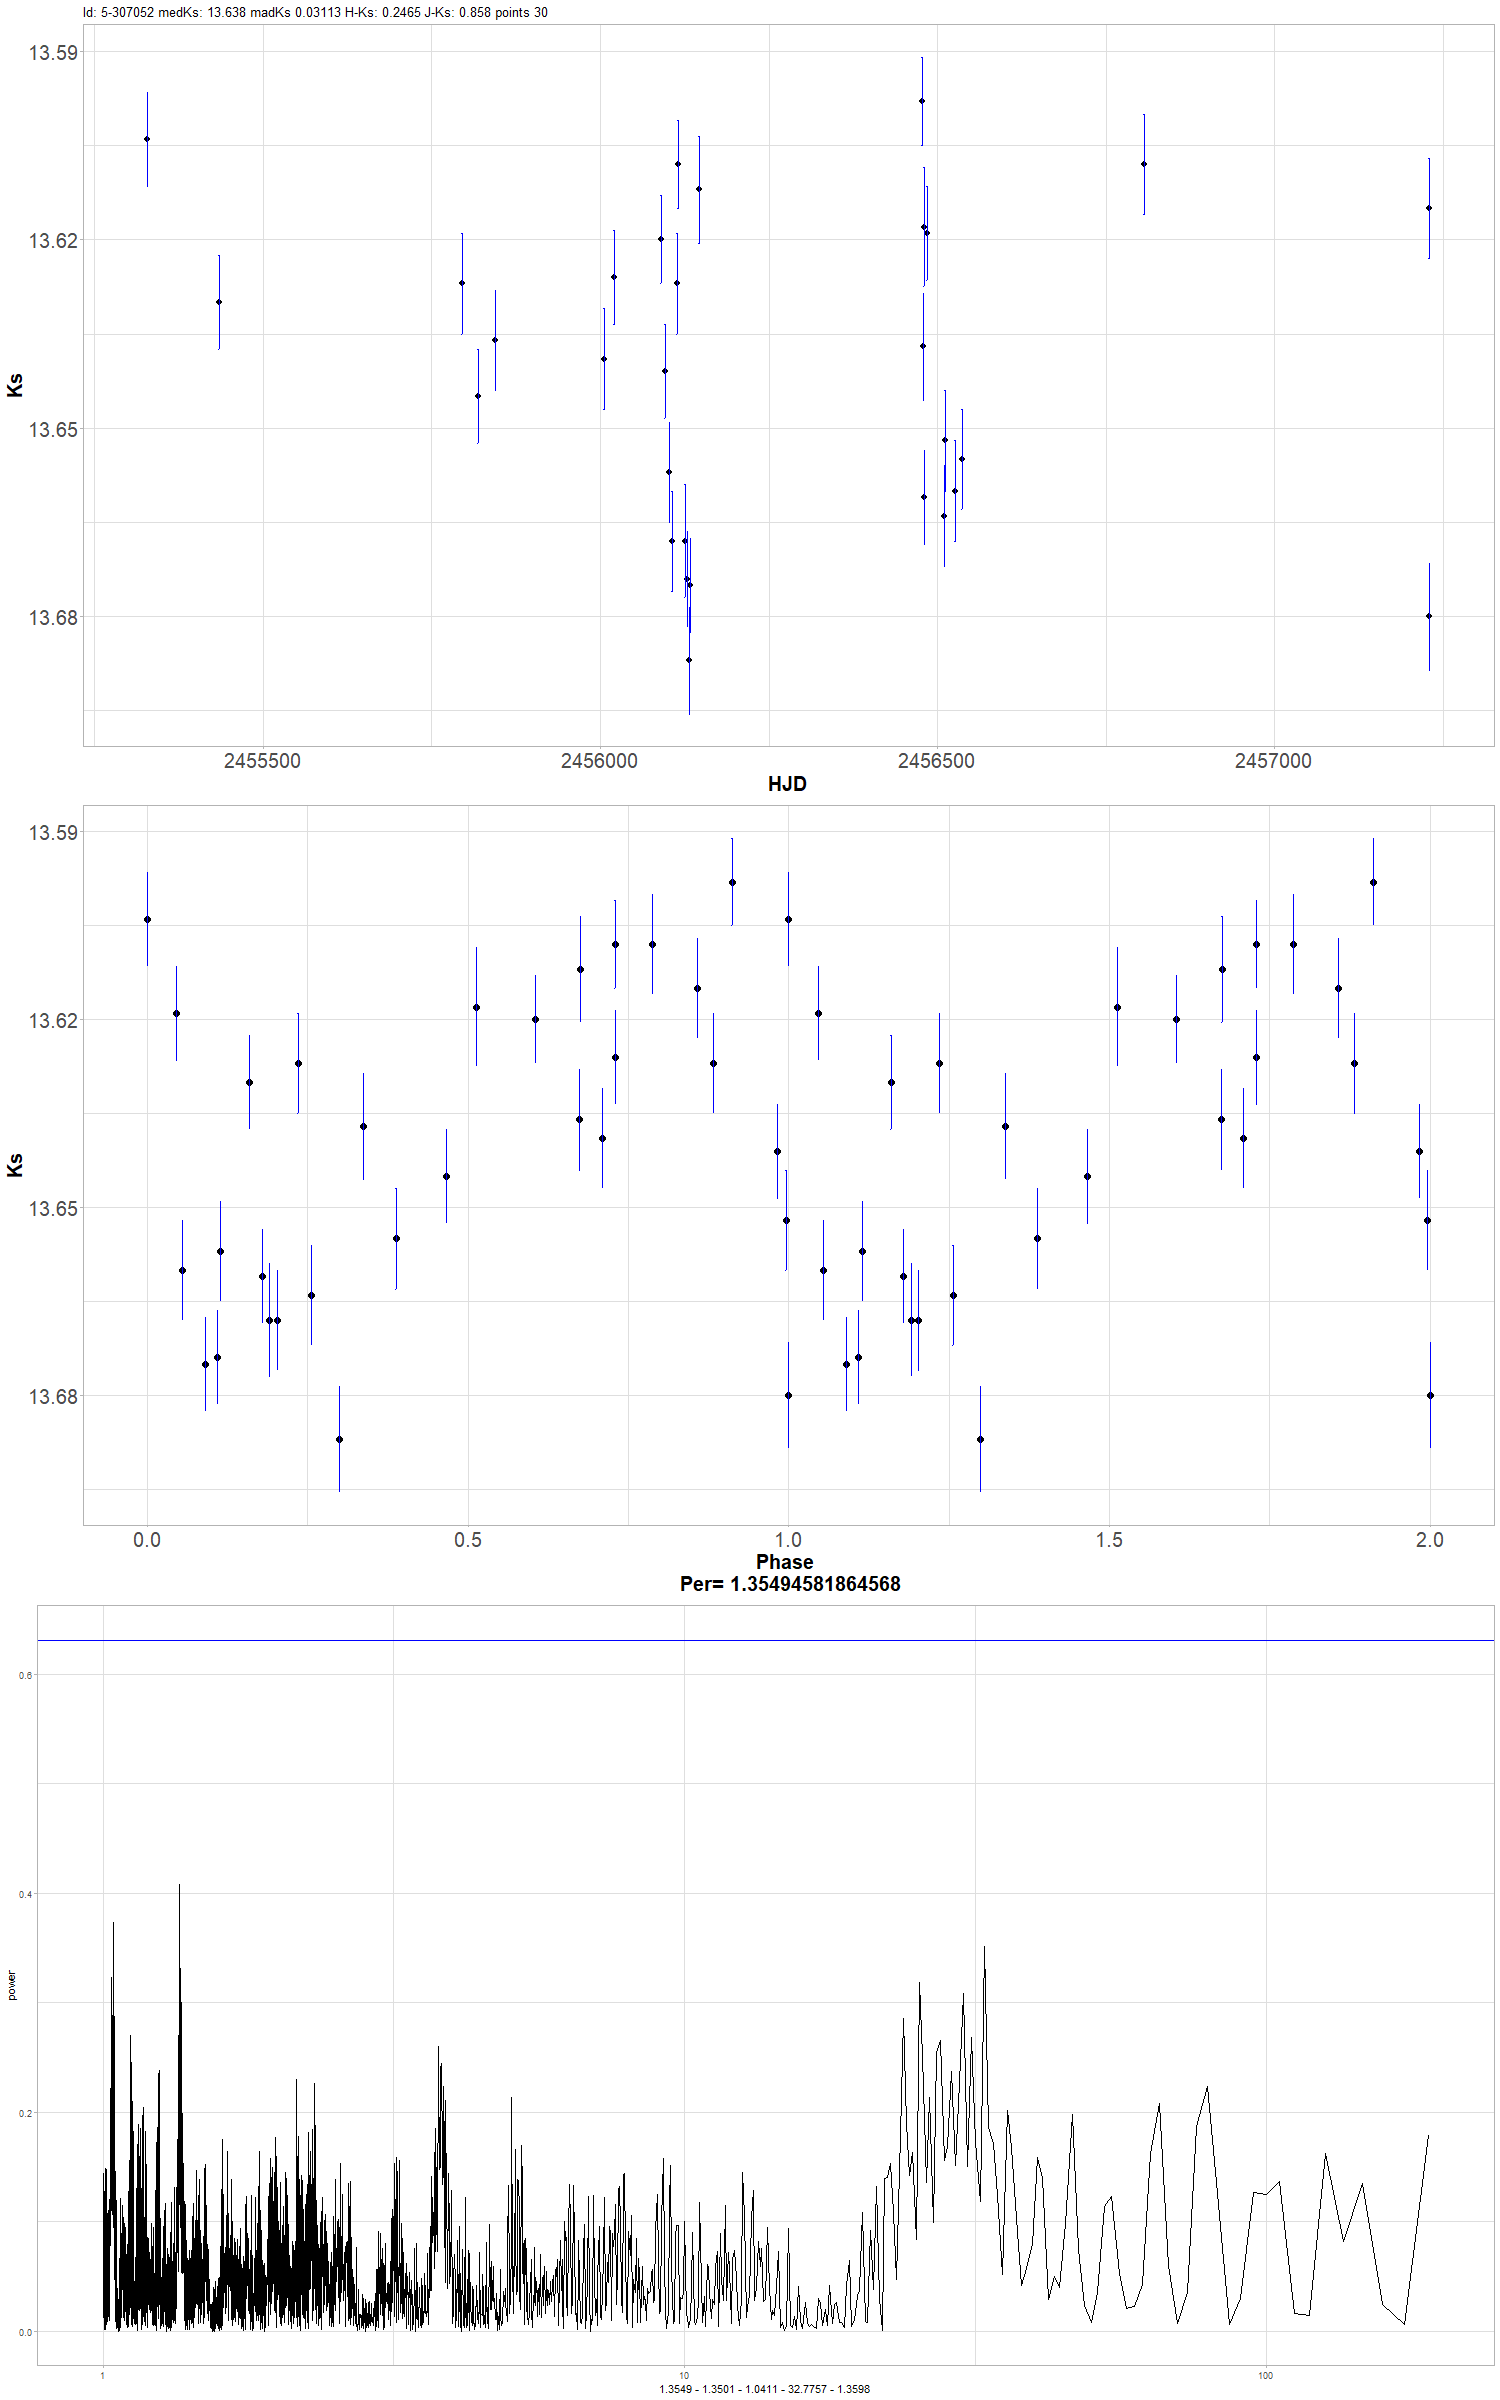 Id: 5-307052 medKs: 13.638 madKs 0.03113 H-Ks: 0.2465 J-Ks: 0.858 points 30
13.59
13.62
13.65
13.68
Ks
2455500 2456000 2456500 2457000
HJD
13.59
13.62
13.65
13.68
Ks
0.0 0.5 1.0 1.5 2.0
Phase
Per= 1.35494581864568
0.6
0.4
0.2
0.0
power
1 10 100
1.3549 - 1.3501 - 1.0411 - 32.7757 - 1.3598